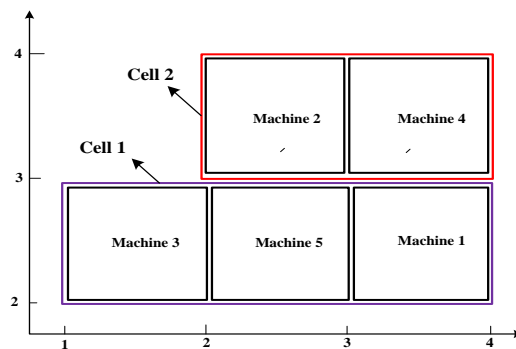 4
Cell 2
Machine 2
Machine 4
Cell 1
3
Machine 3
Machine 5
Machine 1
2
1
2
3
4